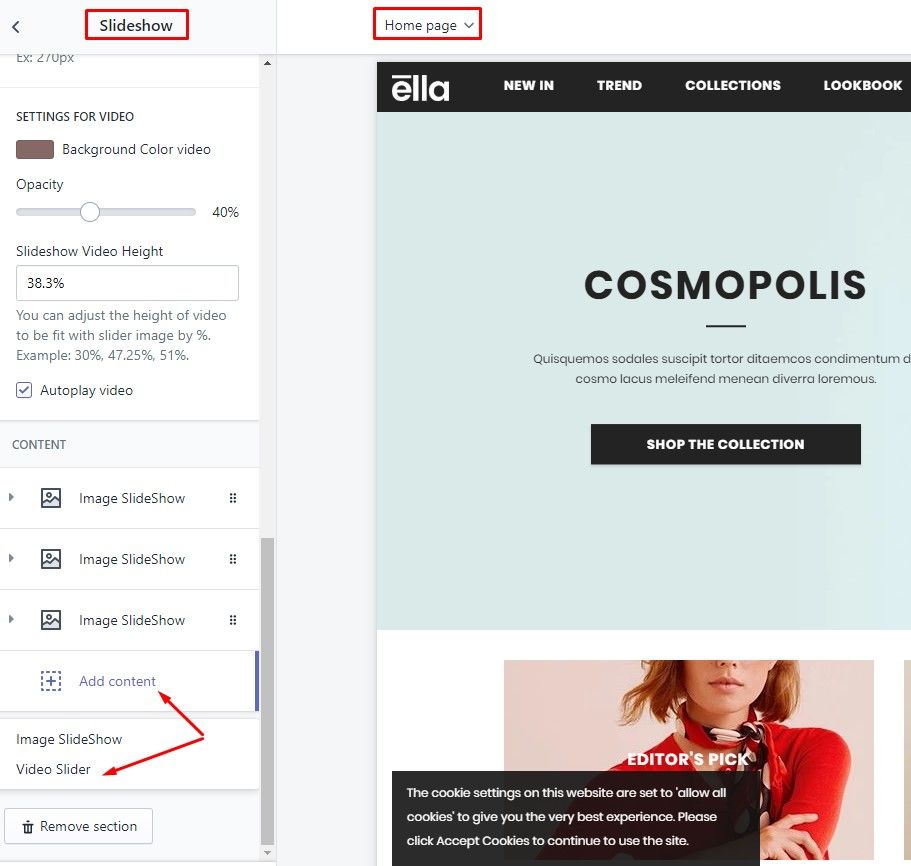 Slideshow
Home page
Ex: 270px
SETTINGS FOR VIDEO
Background Color video
Opacity
40%
Slideshow Video Height
38.3%
You can adjust the height of video
to be fit with slider image by %.
Example: 30%, 47.25%, 51%.
Autoplay video
CONTENT
Image SlideShow
Image SlideShow
Image SlideShow
Add content
Image SlideShow
Video Slider
Remove section
ella
NEW IN TREND COLLECTIONS LOOKBOOK
COSMOPOLIS
Quisquemos sodales suscipit tortor ditaemcos condimentum d
cosmo lacus meleifend menean diverra loremous.
SHOP THE COLLECTION
EDITOR'S PICK
The cookie settings on this website are set to 'allow all
cookies' to give you the very best experience. Please
click Accept Cookies to continue to use the site.